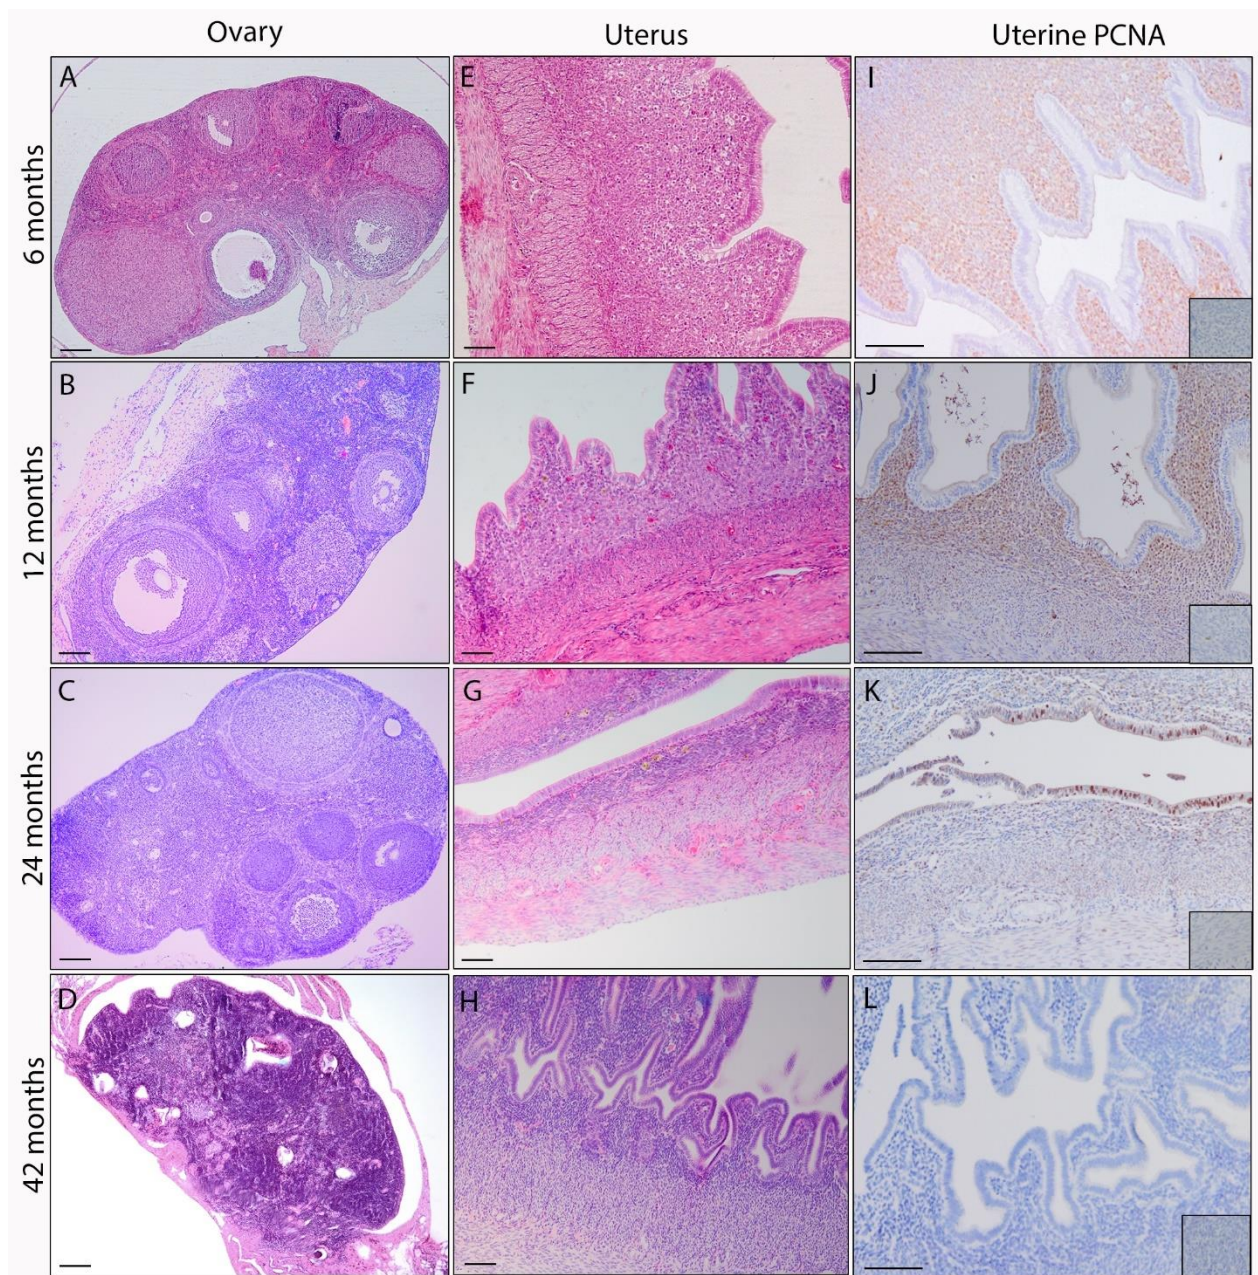 Ovary Uterus Uterine PCNA
6 months
A E I
12 months
B F J
24 months
C G K
42 months
D H L